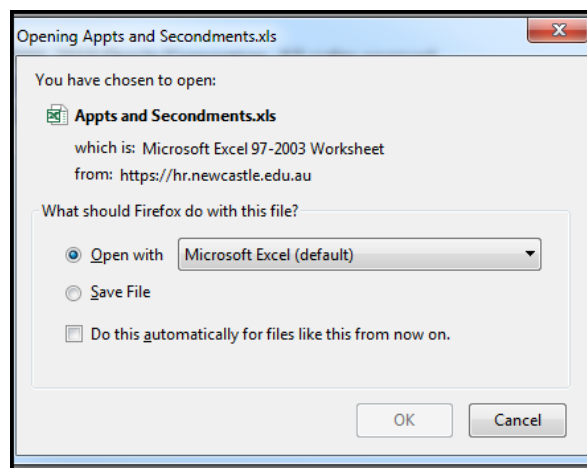 Opening Appts and Secondments.xls
You have chosen to open:
Appts and Secondments.xls
which is: Microsoft Excel 97-2003 Worksheet
from: https://hr.newcastle.edu.au
What should Firefox do with this file?
Open with Microsoft Excel (default)
Save File
Do this automatically for files like this from now on.
OK Cancel